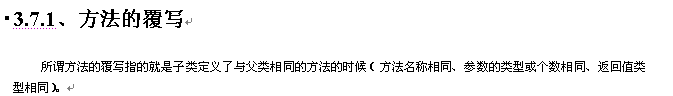 3.7.1、方法的覆写
所谓方法的覆写指的就是子类定义了与父类相同的方法的时候（方法名称相同、参数的类型或个数相同、返回值类
型相同）。